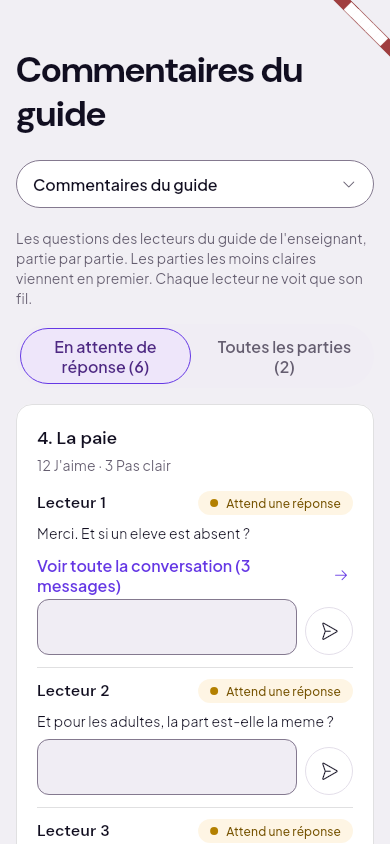 Commentaires du
guide
Commentaires du guide
Les questions des lecteurs du guide de l'enseignant,
partie par partie. Les parties les moins claires
viennent en premier. Chaque lecteur ne voit que son
fil.
En attente de
réponse (6)
Toutes les parties
(2)
4. La paie
12 J'aime · 3 Pas clair
Lecteur 1
Attend une réponse
Merci. Et si un eleve est absent ?
Voir toute la conversation (3
messages)
Lecteur 2
Attend une réponse
Et pour les adultes, la part est-elle la meme ?
Lecteur 3
Attend une réponse